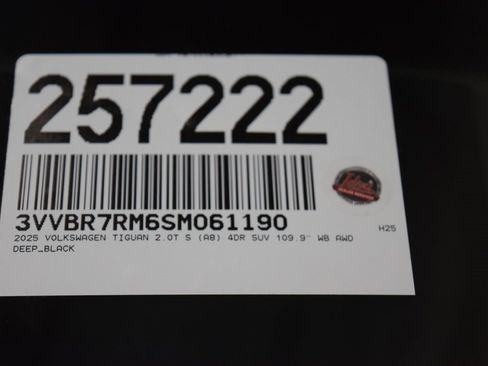 257222
3VVBR7RM6SM061190
H25
2025 VOLKSWAGEN TIGUAN 2.0T S (A8) 4DR SUV 109.9" WB AWD
DEEP_BLACK